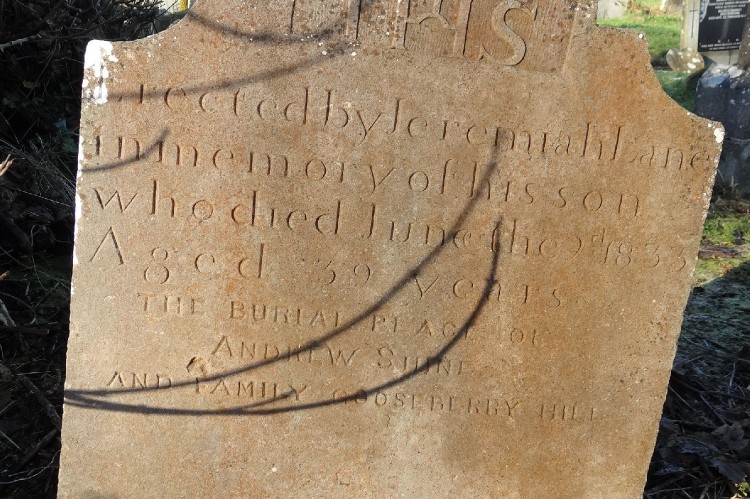 IHS
Erected by Jeremiah Lane
in memory of his son
who died June the 2d 1833
Aged 39 years
THE BURIAL PLACE OF
ANDREW SHINE
AND FAMILY GOOSEBERRY HILL